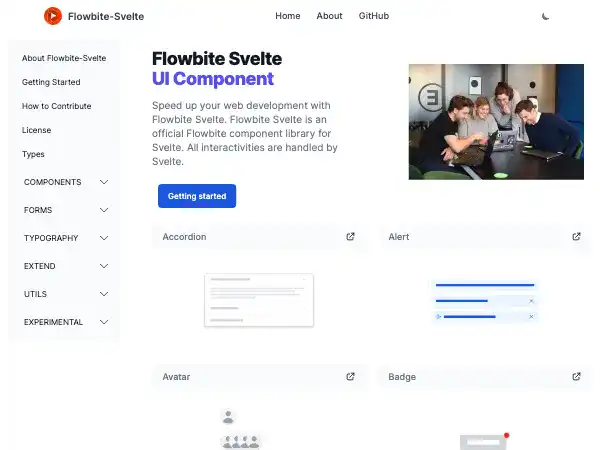 Flowbite-Svelte
Home
About
GitHub
About Flowbite-Svelte
Getting Started
How to Contribute
License
Types
COMPONENTS
FORMS
TYPOGRAPHY
EXTEND
UTILS
EXPERIMENTAL
Flowbite Svelte
UI Component
Speed up your web development with
Flowbite Svelte. Flowbite Svelte is an
official Flowbite component library for
Svelte. All interactivities are handled by
Svelte.
Getting started
Accordion
Alert
Avatar
Badge